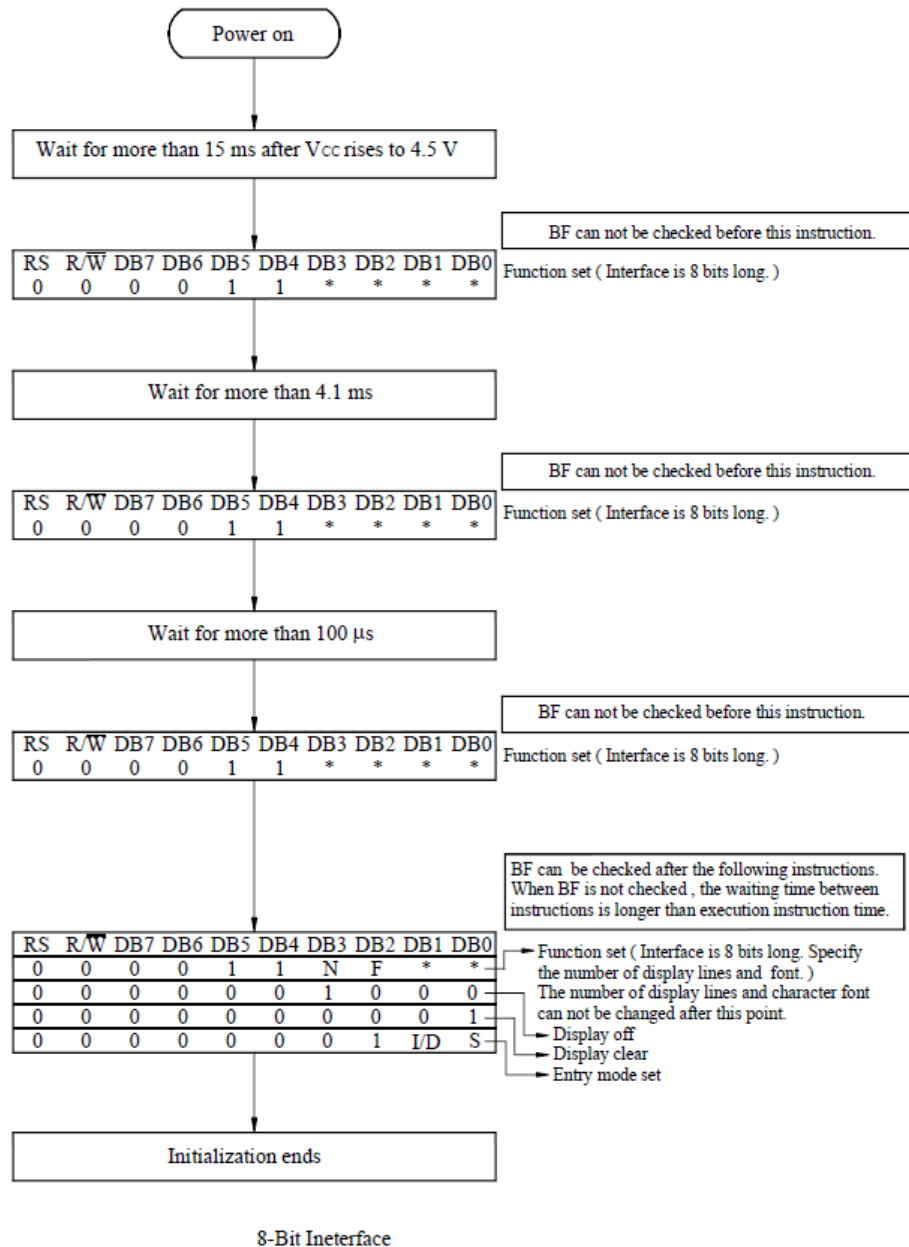 Power on
Wait for more than 15 ms after VCC rises to 4.5 V
BF can not be checked before this instruction.
RS R/W̅ DB7 DB6 DB5 DB4 DB3 DB2 DB1 DB0
0 0 0 0 1 1 * * * *
Function set ( Interface is 8 bits long. )
Wait for more than 4.1 ms
BF can not be checked before this instruction.
RS R/W̅ DB7 DB6 DB5 DB4 DB3 DB2 DB1 DB0
0 0 0 0 1 1 * * * *
Function set ( Interface is 8 bits long. )
Wait for more than 100 μs
BF can not be checked before this instruction.
RS R/W̅ DB7 DB6 DB5 DB4 DB3 DB2 DB1 DB0
0 0 0 0 1 1 * * * *
Function set ( Interface is 8 bits long. )
BF can be checked after the following instructions.
When BF is not checked , the waiting time between
instructions is longer than execution instruction time.
RS R/W̅ DB7 DB6 DB5 DB4 DB3 DB2 DB1 DB0
0 0 0 0 1 1 N F * *
0 0 0 0 0 0 1 0 0 0
0 0 0 0 0 0 0 0 0 1
0 0 0 0 0 0 0 1 I/D S
Function set ( Interface is 8 bits long. Specify
the number of display lines and font. )
The number of display lines and character font
can not be changed after this point.
Display off
Display clear
Entry mode set
Initialization ends
8-Bit Ineterface